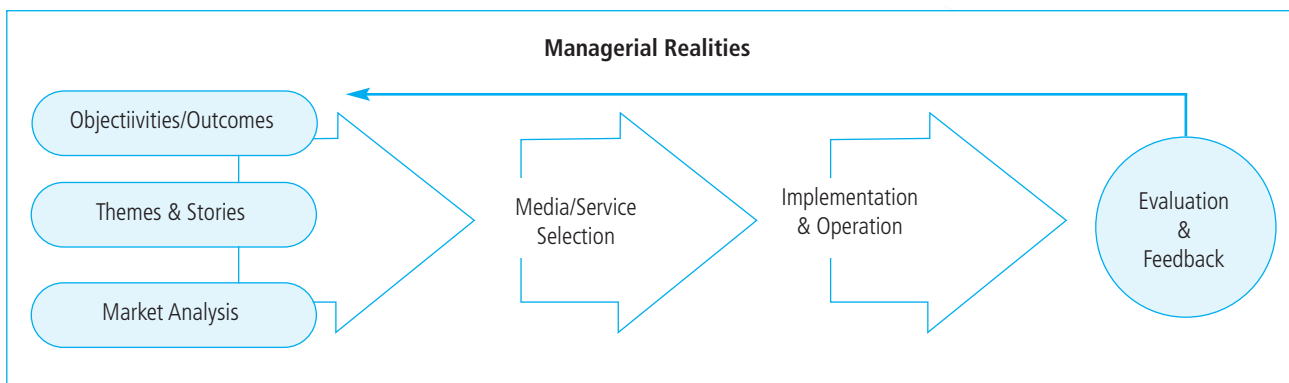 Managerial Realities
Objectiivities/Outcomes
Themes & Stories
Market Analysis
Media/Service
Selection
Implementation
& Operation
Evaluation
&
Feedback